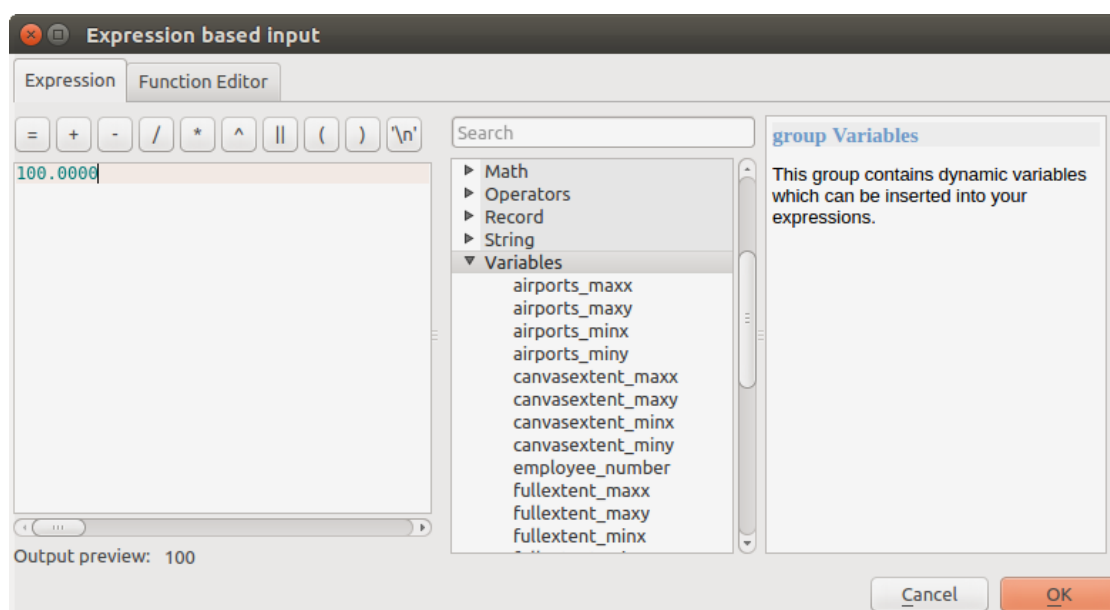 Expression based input
Expression
Function Editor
= + - / * ^ || ( ) '\n'
100.0000
Output preview: 100
Search
Math
Operators
Record
String
Variables
airports_maxx
airports_maxy
airports_minx
airports_miny
canvasextent_maxx
canvasextent_maxy
canvasextent_minx
canvasextent_miny
employee_number
fullextent_maxx
fullextent_maxy
fullextent_minx
group Variables
This group contains dynamic variables
which can be inserted into your
expressions.
Cancel
OK